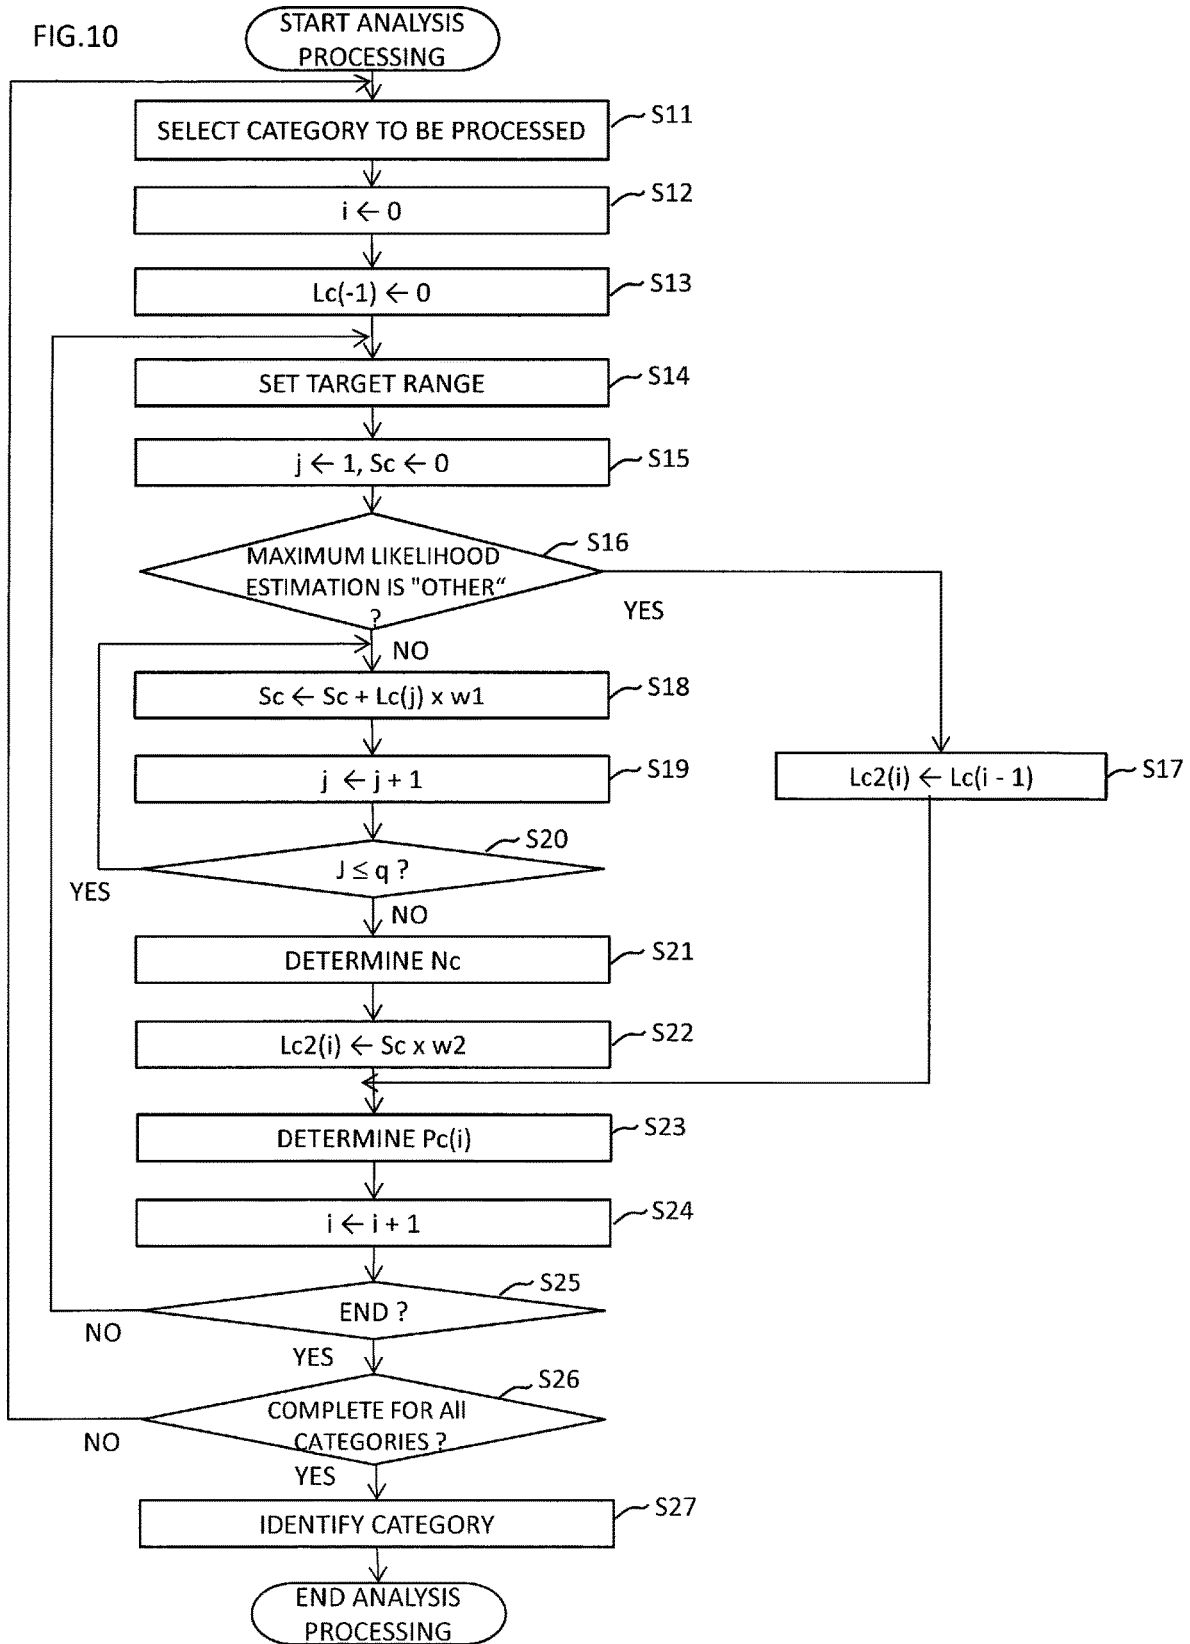 FIG.10
START ANALYSIS
PROCESSING
SELECT CATEGORY TO BE PROCESSED
S11
i ← 0
S12
Lc(-1) ← 0
S13
SET TARGET RANGE
S14
j ← 1, Sc ← 0
S15
MAXIMUM LIKELIHOOD
ESTIMATION IS "OTHER“
?
S16
YES
NO
Sc ← Sc + Lc(j) x w1
S18
j ← j + 1
S19
Lc2(i) ← Lc(i - 1)
S17
J ≤ q ?
S20
YES
NO
DETERMINE Nc
S21
Lc2(i) ← Sc x w2
S22
DETERMINE Pc(i)
S23
i ← i + 1
S24
END ?
S25
NO
YES
COMPLETE FOR All
CATEGORIES ?
S26
NO
YES
IDENTIFY CATEGORY
S27
END ANALYSIS
PROCESSING